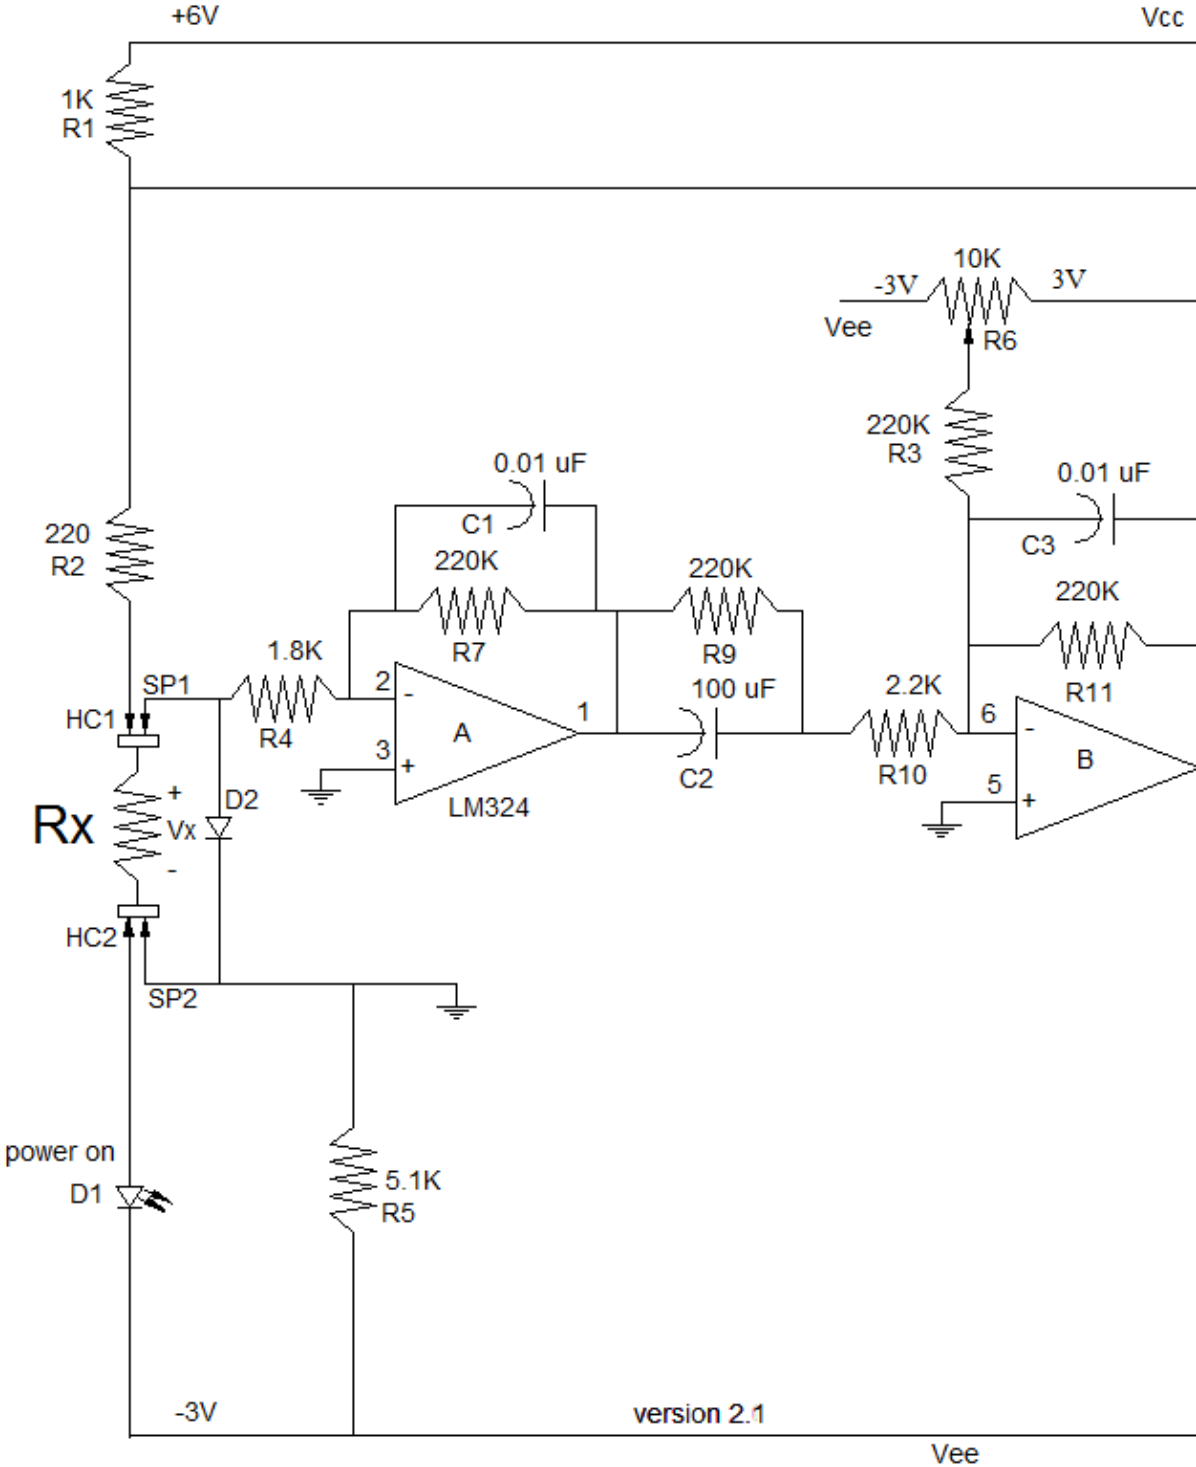 +6V
Vcc
1K
R1
10K
-3V
3V
Vee
R6
220K
R3
0.01 uF
C1
0.01 uF
C3
220
R2
220K
R7
220K
R9
220K
R11
1.8K
R4
SP1
HC1
2
-
3
+
A
1
LM324
100 uF
C2
2.2K
R10
6
-
5
+
B
Rx
+
Vx
-
D2
HC2
SP2
power on
D1
5.1K
R5
-3V
version 2.1
Vee